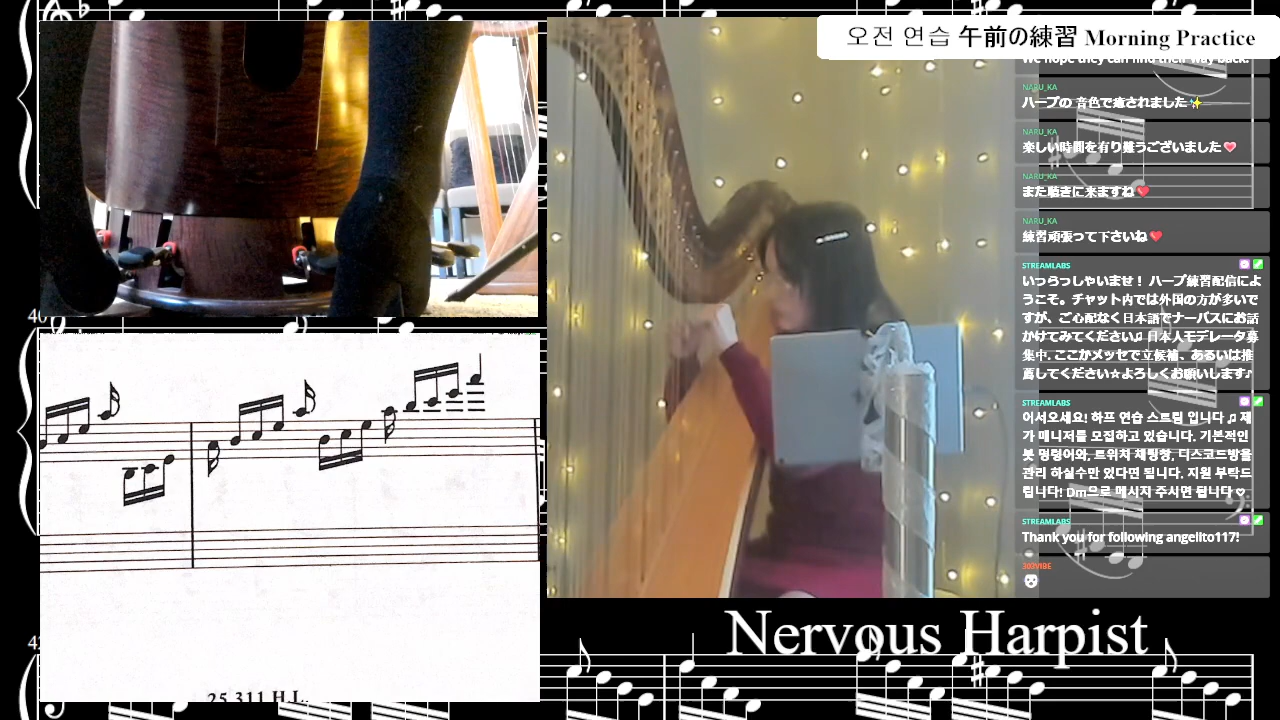 오전 연습 午前の練習 Morning Practice
We hope they can find their way back.
NARU_KA
ハープの 音色で癒されました✨
NARU_KA
楽しい時間を有り難うございました❤
NARU_KA
また聴きに来ますね❤
NARU_KA
練習頑張って下さいね❤
STREAMLABS
いっらっしゃいませ！ ハープ練習配信によ
うこそ。チャット内では外国の方が多いで
すが、ご心配なく日本語でナーバスにお話
かけてみてください♫ 日本人モデレータ募
集中. ここかメッセで立候補、あるいは推
薦してください☆よろしくお願いします♪
STREAMLABS
어서오세요! 하프 연습 스트림 입니다 ♫ 제
가 매니저를 모집하고 있습니다. 기본적인
봇 명령어와, 트위치 채팅창, 디스코드방을
관리 하실수만 있다면 됩니다. 지원 부탁드
립니다! Dm으로 메시지 주시면 됩니다 ♡
STREAMLABS
Thank you for following angelito117!
303VIBE
40
42
25 311 H.L.
Nervous Harpist